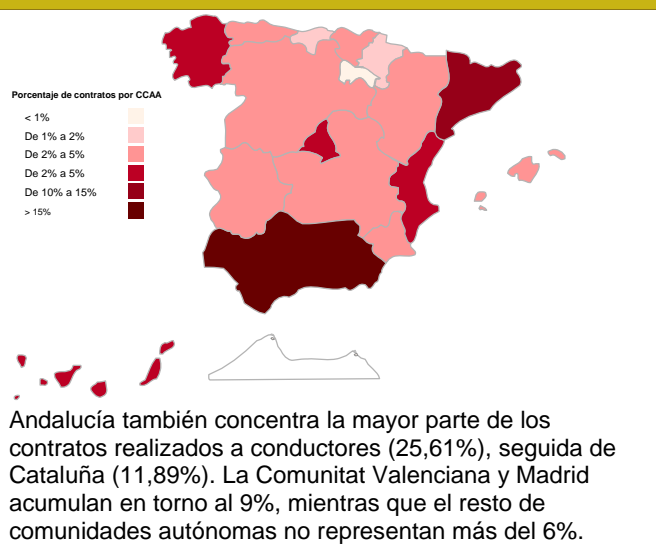 Porcentaje de contratos por CCAA
< 1%
De 1% a 2%
De 2% a 5%
De 2% a 5%
De 10% a 15%
> 15%
Andalucía también concentra la mayor parte de los
contratos realizados a conductores (25,61%), seguida de
Cataluña (11,89%). La Comunitat Valenciana y Madrid
acumulan en torno al 9%, mientras que el resto de
comunidades autónomas no representan más del 6%.